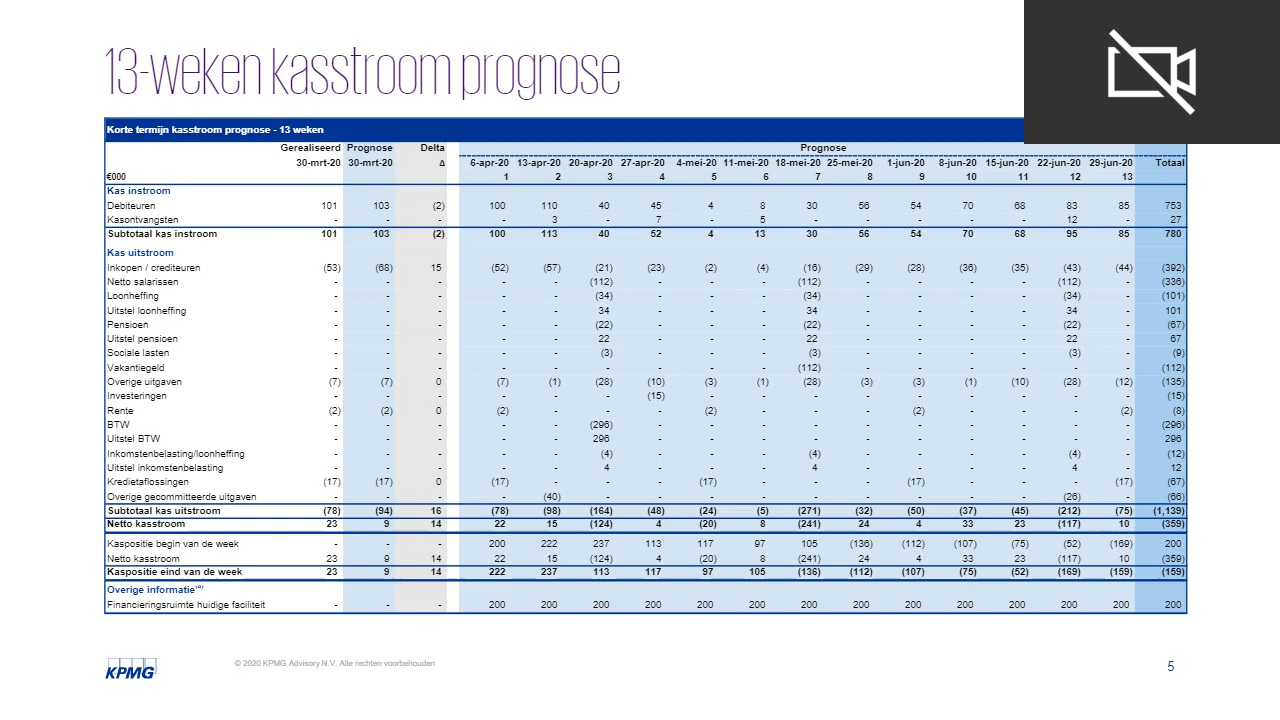 13-weken kasstroom prognose
Korte termijn kasstroom prognose - 13 weken
Gerealiseerd Prognose Delta Prognose
30-mrt-20 30-mrt-20 Δ 6-apr-20 13-apr-20 20-apr-20 27-apr-20 4-mei-20 11-mei-20 18-mei-20 25-mei-20 1-jun-20 8-jun-20 15-jun-20 22-jun-20 29-jun-20 Totaal
€000 1 2 3 4 5 6 7 8 9 10 11 12 13
Kas instroom
Debiteuren 101 103 (2) 100 110 40 45 4 8 30 56 54 70 68 83 85 753
Kasontvangsten - - - - 3 - 7 - 5 - - - - - 12 - 27
Subtotaal kas instroom 101 103 (2) 100 113 40 52 4 13 30 56 54 70 68 95 85 780
Kas uitstroom
Inkopen / crediteuren (53) (68) 15 (52) (57) (21) (23) (2) (4) (16) (29) (28) (36) (35) (43) (44) (392)
Netto salarissen - - - - - (112) - - - (112) - - - - (112) - (336)
Loonheffing - - - - - (34) - - - (34) - - - - (34) - (101)
Uitstel loonheffing - - - - - 34 - - - 34 - - - - 34 - 101
Pensioen - - - - - (22) - - - (22) - - - - (22) - (67)
Uitstel pensioen - - - - - 22 - - - 22 - - - - 22 - 67
Sociale lasten - - - - - (3) - - - (3) - - - - (3) - (9)
Vakantiegeld - - - - - - - - - (112) - - - - - - (112)
Overige uitgaven (7) (7) 0 (7) (1) (28) (10) (3) (1) (28) (3) (3) (1) (10) (28) (12) (135)
Investeringen - - - - - - (15) - - - - - - - - - (15)
Rente (2) (2) 0 (2) - - - (2) - - - (2) - - - (2) (8)
BTW - - - - - (296) - - - - - - - - - - (296)
Uitstel BTW - - - - - 296 - - - - - - - - - - 296
Inkomstenbelasting/loonheffing - - - - - (4) - - - (4) - - - - (4) - (12)
Uitstel inkomstenbelasting - - - - - 4 - - - 4 - - - - 4 - 12
Kredietaflossingen (17) (17) 0 (17) - - - (17) - - - (17) - - - (17) (67)
Overige gecommitteerde uitgaven - - - - (40) - - - - - - - - - (26) - (66)
Subtotaal kas uitstroom (78) (94) 16 (78) (98) (164) (48) (24) (5) (271) (32) (50) (37) (45) (212) (75) (1,139)
Netto kasstroom 23 9 14 22 15 (124) 4 (20) 8 (241) 24 4 33 23 (117) 10 (359)
Kaspositie begin van de week - - - 200 222 237 113 117 97 105 (136) (112) (107) (75) (52) (169) 200
Netto kasstroom 23 9 14 22 15 (124) 4 (20) 8 (241) 24 4 33 23 (117) 10 (359)
Kaspositie eind van de week 23 9 14 222 237 113 117 97 105 (136) (112) (107) (75) (52) (169) (159) (159)
Overige informatie
Financieringsruimte huidige faciliteit - - - 200 200 200 200 200 200 200 200 200 200 200 200 200 200
KPMG
© 2020 KPMG Advisory N.V. Alle rechten voorbehouden
5